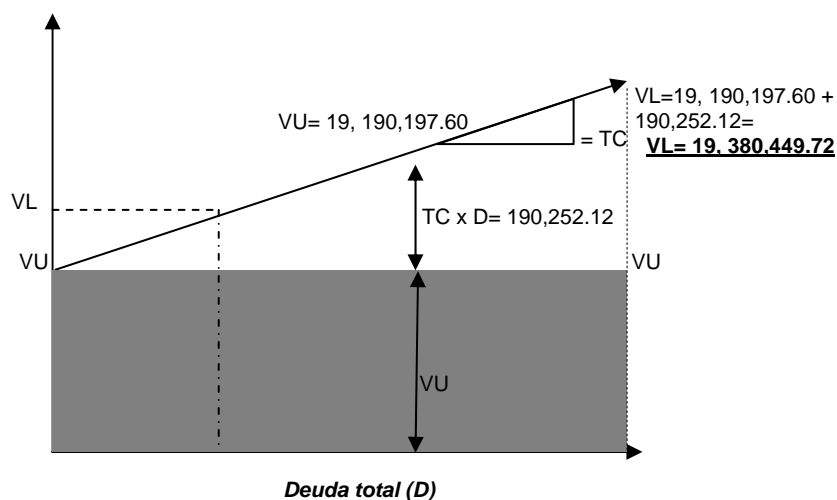 VU= 19, 190,197.60
VL=19, 190,197.60 +
190,252.12=
VL= 19, 380,449.72
= TC
VL
TC x D= 190,252.12
VU
VU
VU
Deuda total (D)